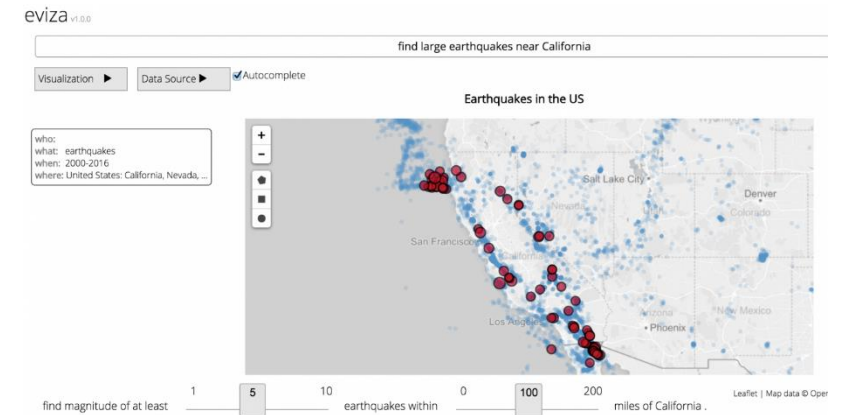 eviza v1.0.0
find large earthquakes near California
Visualization
Data Source
Autocomplete
Earthquakes in the US
+
−
who:
what: earthquakes
when: 2000-2016
where: United States: California, Nevada, ...
Salt Lake City
Denver
Nevada
Colorado
San Francisco
California
Los Angeles
Arizona
New Mexico
Phoenix
Leaflet | Map data © Oper
1 5 10 0 100 200
find magnitude of at least earthquakes within miles of California .